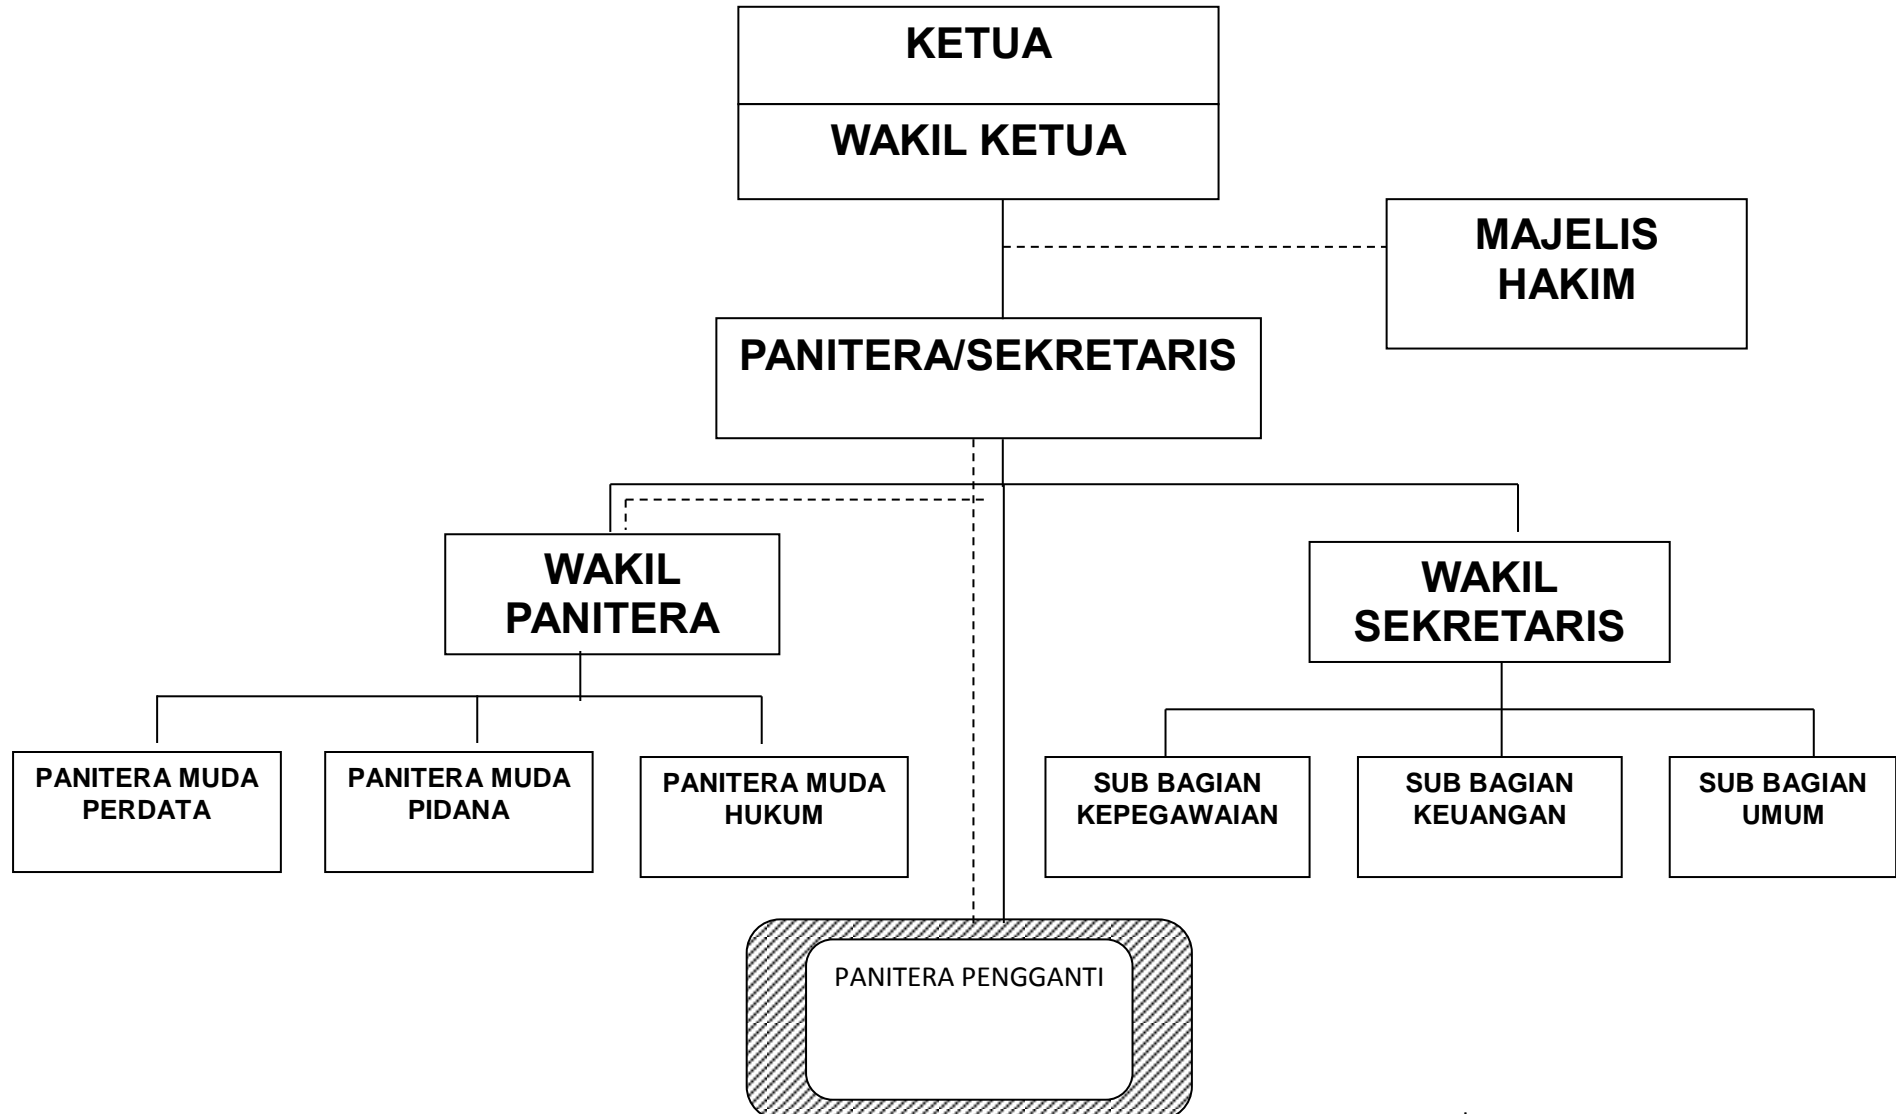 KETUA
WAKIL KETUA
MAJELIS
HAKIM
PANITERA/SEKRETARIS
WAKIL
PANITERA
WAKIL
SEKRETARIS
PANITERA MUDA
PERDATA
PANITERA MUDA
PIDANA
PANITERA MUDA
HUKUM
SUB BAGIAN
KEPEGAWAIAN
SUB BAGIAN
KEUANGAN
SUB BAGIAN
UMUM
PANITERA PENGGANTI